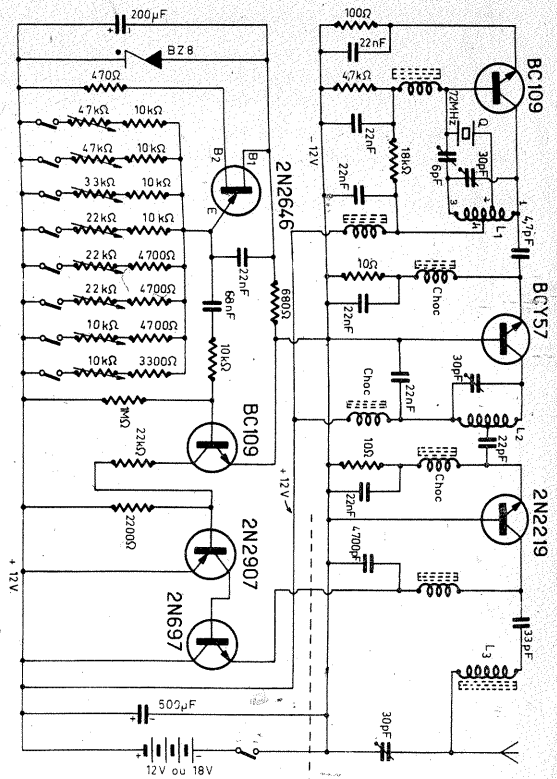 200µF
+ -
BZ8
470Ω
47kΩ
10kΩ
47kΩ
10kΩ
33kΩ
10kΩ
22kΩ
10kΩ
22kΩ
4700Ω
22kΩ
4700Ω
10kΩ
4700Ω
10kΩ
3300Ω
B2
B1
E
2N2646
22nF
68nF
680Ω
10kΩ
1MΩ
BC109
22kΩ
2200Ω
2N2907
2N697
+ 12V
+ 12V.
500µF
+ -
+ -
12V ou 18V
100Ω
22nF
4,7kΩ
22nF
18kΩ
22nF
- 12V
BC109
72MHz
Q
6pF
30pF
1
2
3
4
L1
4,7pF
10Ω
22nF
Choc
BCY57
22nF
Choc
30pF
L2
22pF
10Ω
22nF
Choc
2N2219
4700pF
33pF
L3
30pF